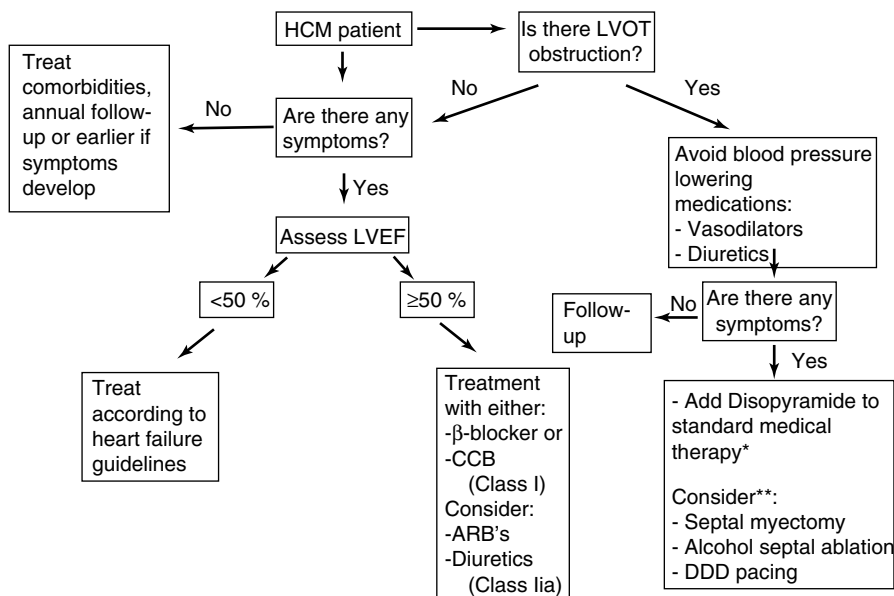 HCM patient
Is there LVOT
obstruction?
Treat
comorbidities,
annual follow-
up or earlier if
symptoms
develop
No
Are there any
symptoms?
No
Yes
Yes
Avoid blood pressure
lowering
medications:
- Vasodilators
- Diuretics
Assess LVEF
<50 %
≥50 %
Follow-
up
No
Are there any
symptoms?
Yes
Treat
according to
heart failure
guidelines
Treatment
with either:
-β-blocker or
-CCB
(Class I)
Consider:
-ARB's
-Diuretics
(Class Iia)
- Add Disopyramide to
standard medical
therapy*
Consider**:
- Septal myectomy
- Alcohol septal ablation
- DDD pacing